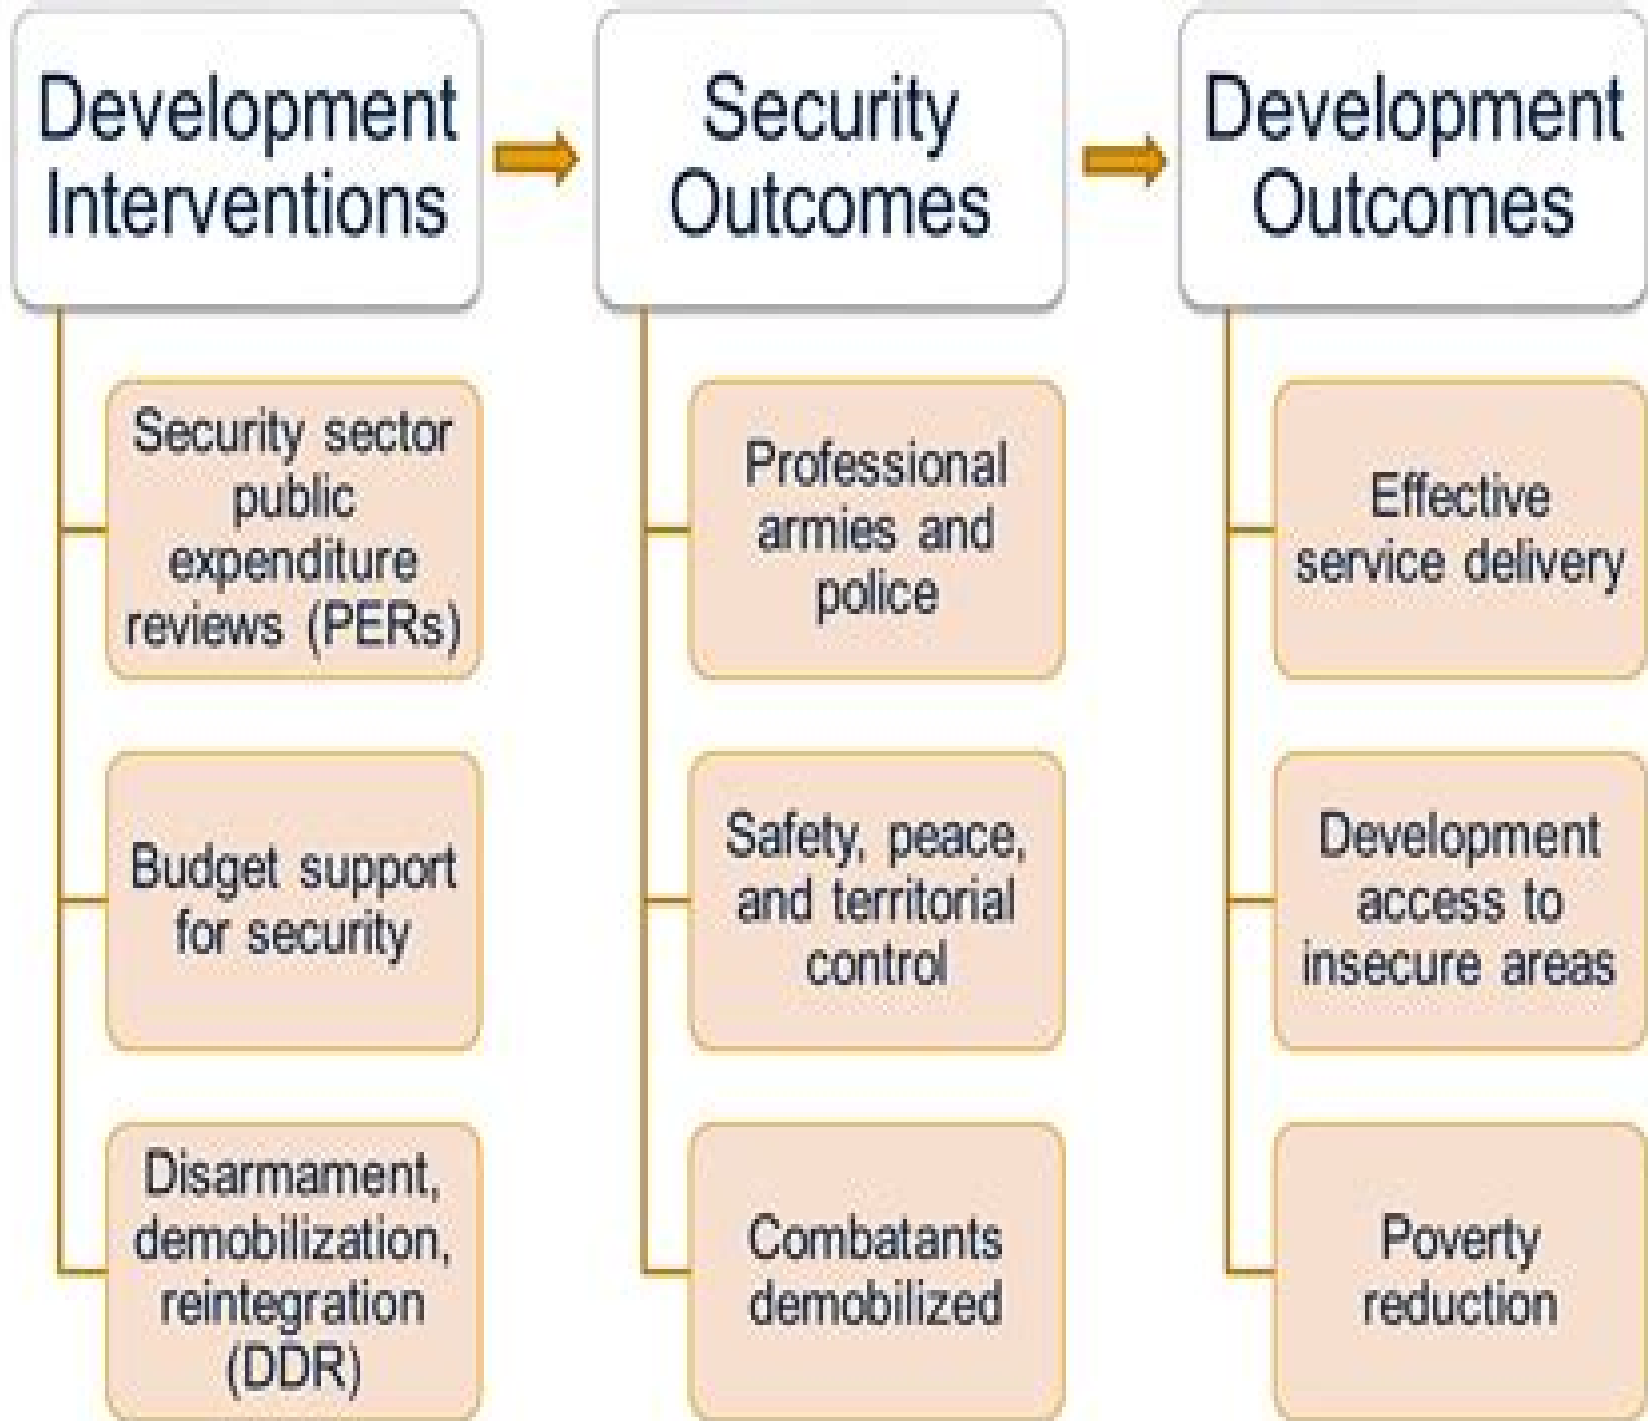 Development
Interventions
Security
Outcomes
Development
Outcomes
Security sector
public
expenditure
reviews (PERs)
Budget support
for security
Disarmament,
demobilization,
reintegration
(DDR)
Professional
armies and
police
Safety, peace,
and territorial
control
Combatants
demobilized
Effective
service delivery
Development
access to
insecure areas
Poverty
reduction